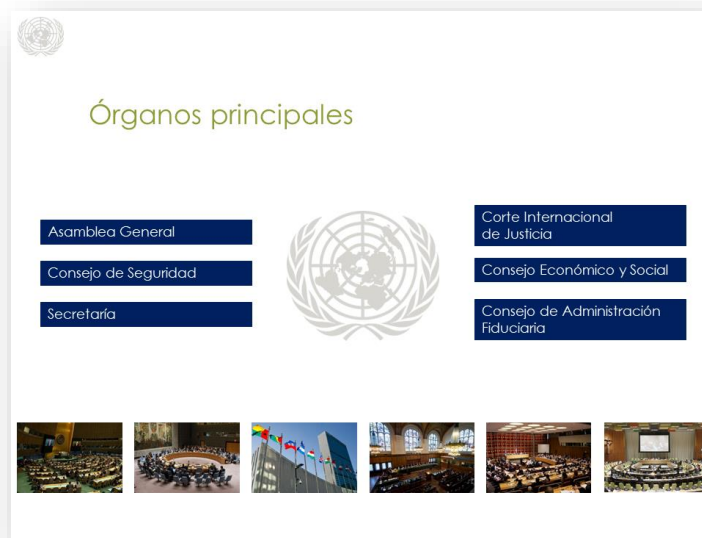 Órganos principales
Asamblea General
Consejo de Seguridad
Secretaría
Corte Internacional
de Justicia
Consejo Económico y Social
Consejo de Administración
Fiduciaria